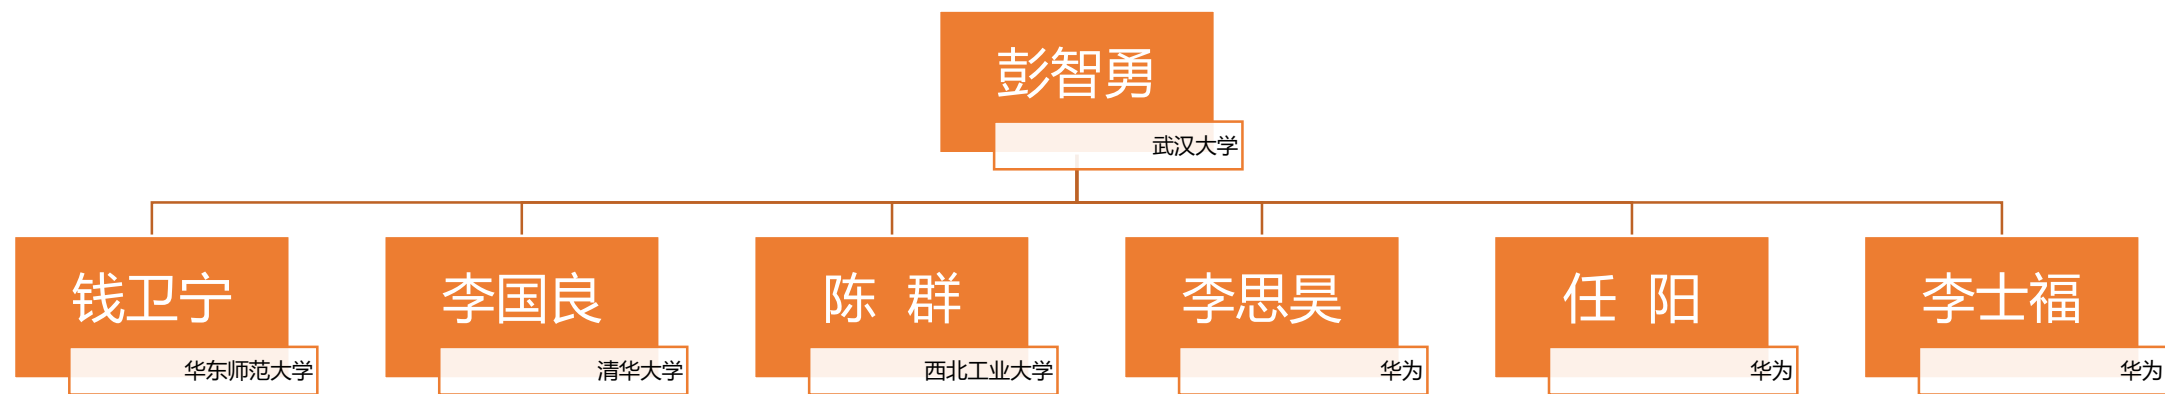 彭智勇
武汉大学
钱卫宁
华东师范大学
李国良
清华大学
陈 群
西北工业大学
李思昊
华为
任 阳
华为
李士福
华为